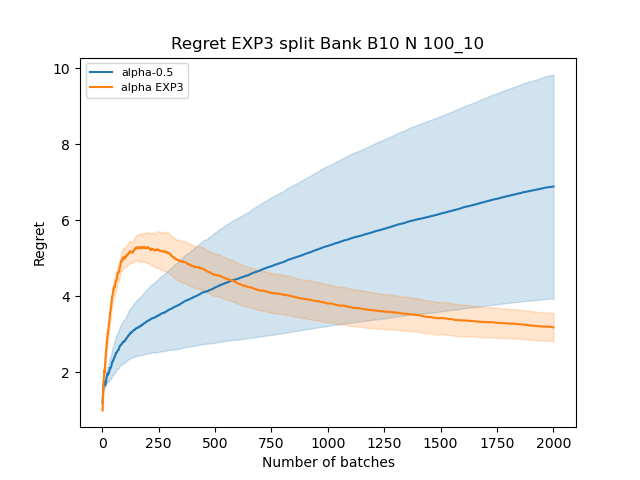 Regret EXP3 split Bank B10 N 100_10
alpha-0.5
alpha EXP3
10
8
6
4
2
Regret
0 250 500 750 1000 1250 1500 1750 2000
Number of batches